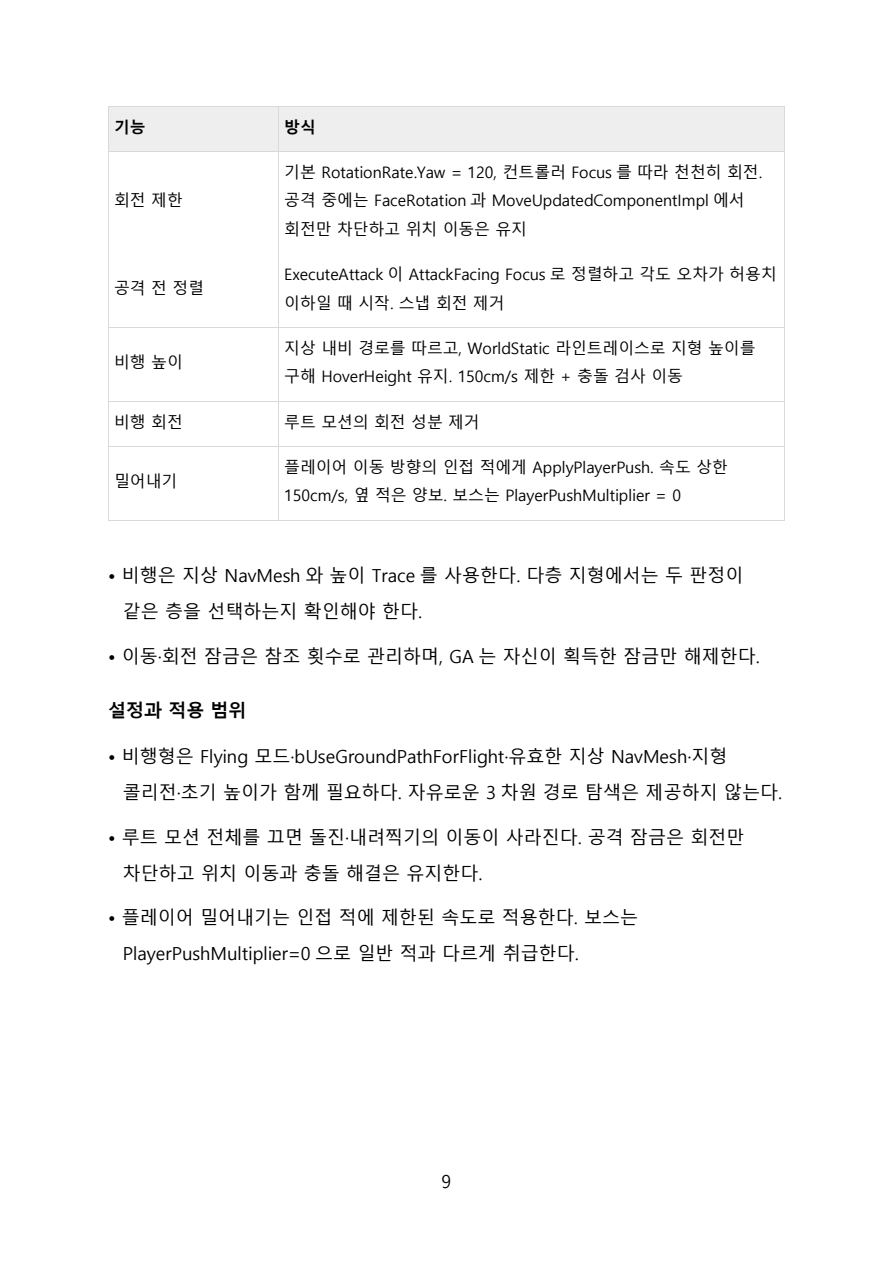 기능 방식
회전 제한
기본 RotationRate.Yaw = 120, 컨트롤러 Focus 를 따라 천천히 회전.
공격 중에는 FaceRotation 과 MoveUpdatedComponentImpl 에서
회전만 차단하고 위치 이동은 유지
공격 전 정렬
ExecuteAttack 이 AttackFacing Focus 로 정렬하고 각도 오차가 허용치
이하일 때 시작. 스냅 회전 제거
비행 높이
지상 내비 경로를 따르고, WorldStatic 라인트레이스로 지형 높이를
구해 HoverHeight 유지. 150cm/s 제한 + 충돌 검사 이동
비행 회전 루트 모션의 회전 성분 제거
밀어내기
플레이어 이동 방향의 인접 적에게 ApplyPlayerPush. 속도 상한
150cm/s, 옆 적은 양보. 보스는 PlayerPushMultiplier = 0
• 비행은 지상 NavMesh 와 높이 Trace 를 사용한다. 다층 지형에서는 두 판정이
같은 층을 선택하는지 확인해야 한다.
• 이동·회전 잠금은 참조 횟수로 관리하며, GA 는 자신이 획득한 잠금만 해제한다.
설정과 적용 범위
• 비행형은 Flying 모드·bUseGroundPathForFlight·유효한 지상 NavMesh·지형
콜리전·초기 높이가 함께 필요하다. 자유로운 3 차원 경로 탐색은 제공하지 않는다.
• 루트 모션 전체를 끄면 돌진·내려찍기의 이동이 사라진다. 공격 잠금은 회전만
차단하고 위치 이동과 충돌 해결은 유지한다.
• 플레이어 밀어내기는 인접 적에 제한된 속도로 적용한다. 보스는
PlayerPushMultiplier=0 으로 일반 적과 다르게 취급한다.
9